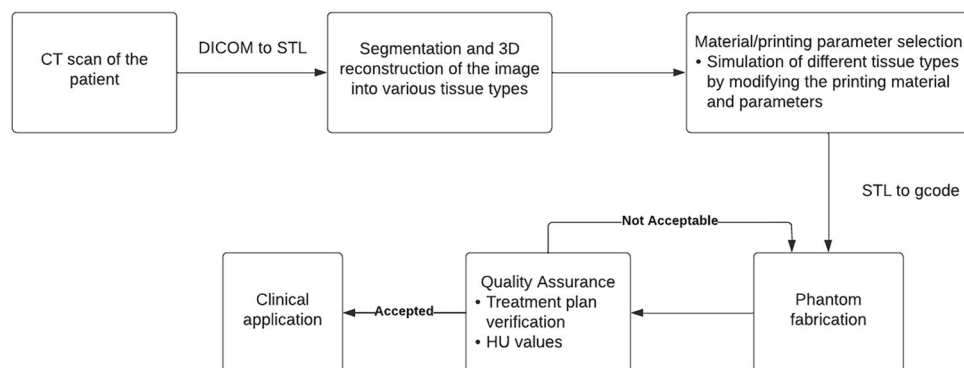 CT scan of the
patient
DICOM to STL
Segmentation and 3D
reconstruction of the image
into various tissue types
Material/printing parameter selection
• Simulation of different tissue types
by modifying the printing material
and parameters
STL to gcode
Not Acceptable
Clinical
application
Accepted
Quality Assurance
• Treatment plan
verification
• HU values
Phantom
fabrication